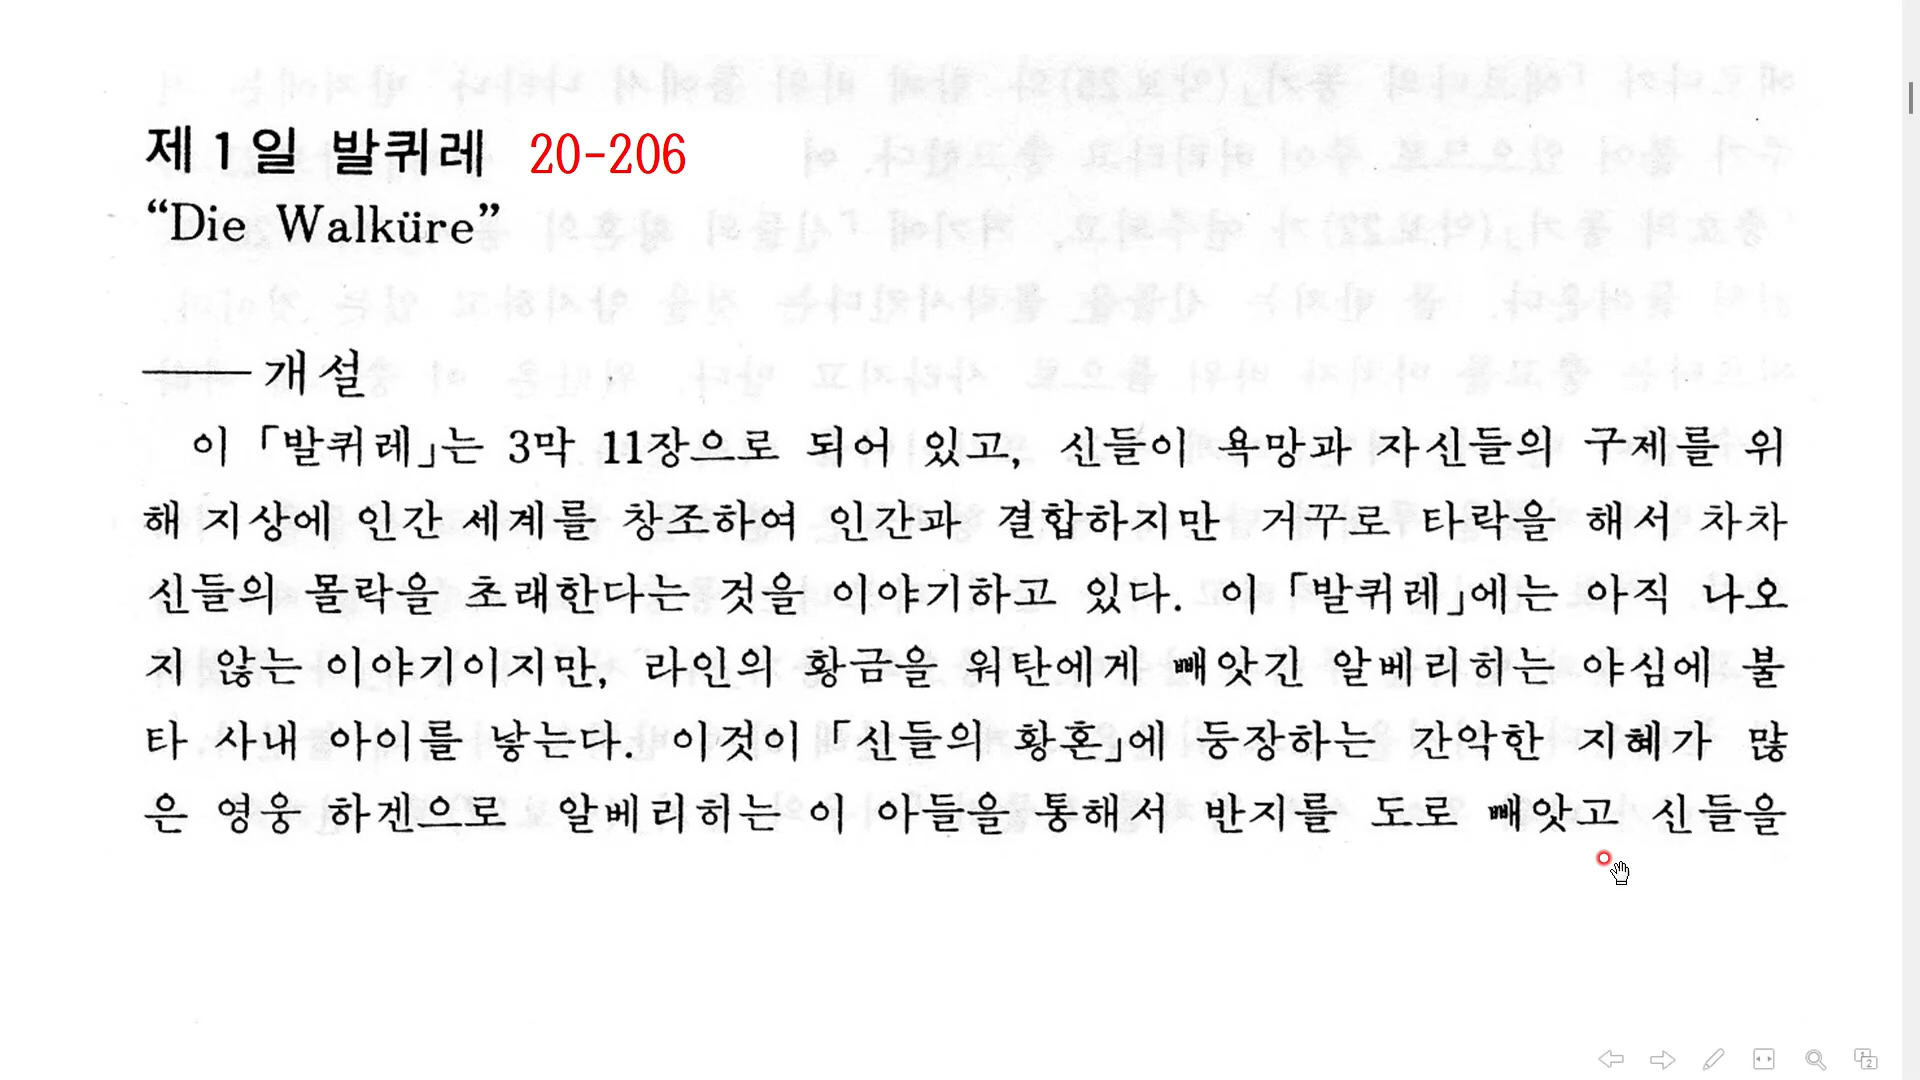 제 1 일 발퀴레 20-206
“Die Walküre”
개설
이 「발퀴레」는 3막 11장으로 되어 있고, 신들이 욕망과 자신들의 구제를 위
해 지상에 인간 세계를 창조하여 인간과 결합하지만 거꾸로 타락을 해서 차차
신들의 몰락을 초래한다는 것을 이야기하고 있다. 이 「발퀴레」에는 아직 나오
지 않는 이야기이지만, 라인의 황금을 워탄에게 빼앗긴 알베리히는 야심에 불
타 사내 아이를 낳는다. 이것이 「신들의 황혼」에 등장하는 간악한 지혜가 많
은 영웅 하겐으로 알베리히는 이 아들을 통해서 반지를 도로 빼앗고 신들을